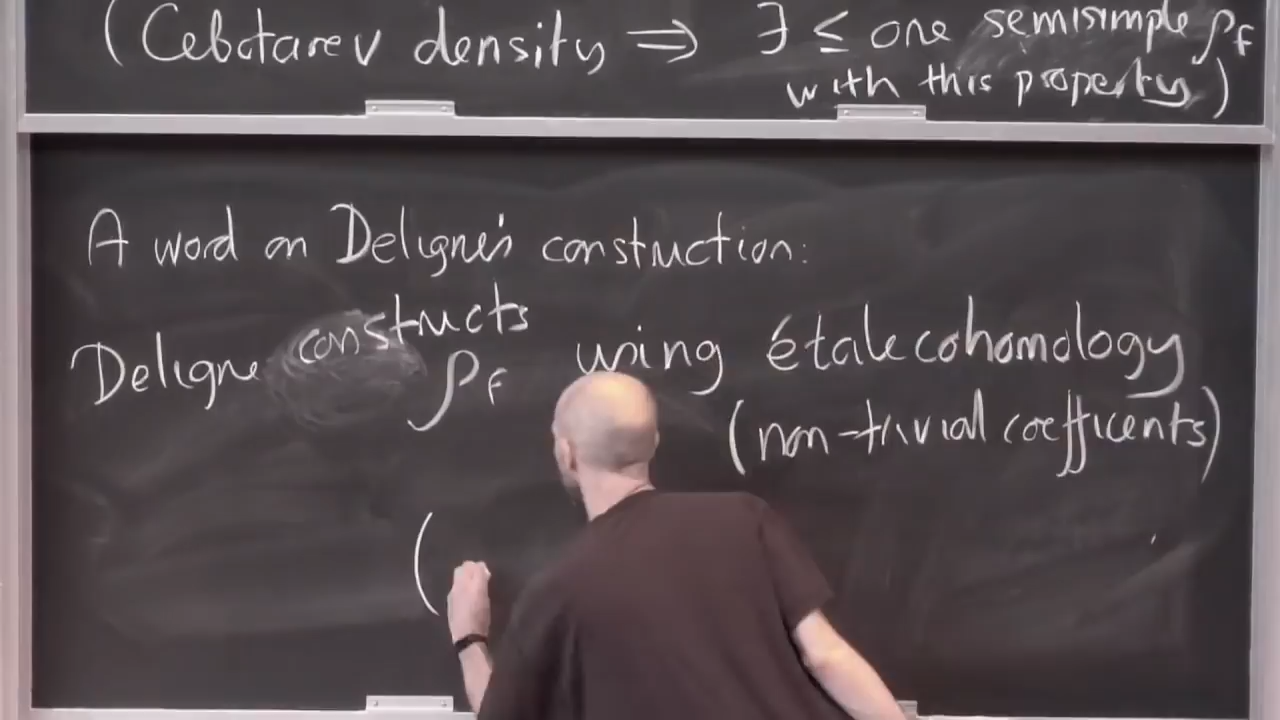 (Cebotarev density ⇒ ∃ ≤ one semisimple ρ_f
with this property)
A word on Deligne's construction:
Deligne constructs ρ_f using étale cohomology
(non-trivial coefficents)
(